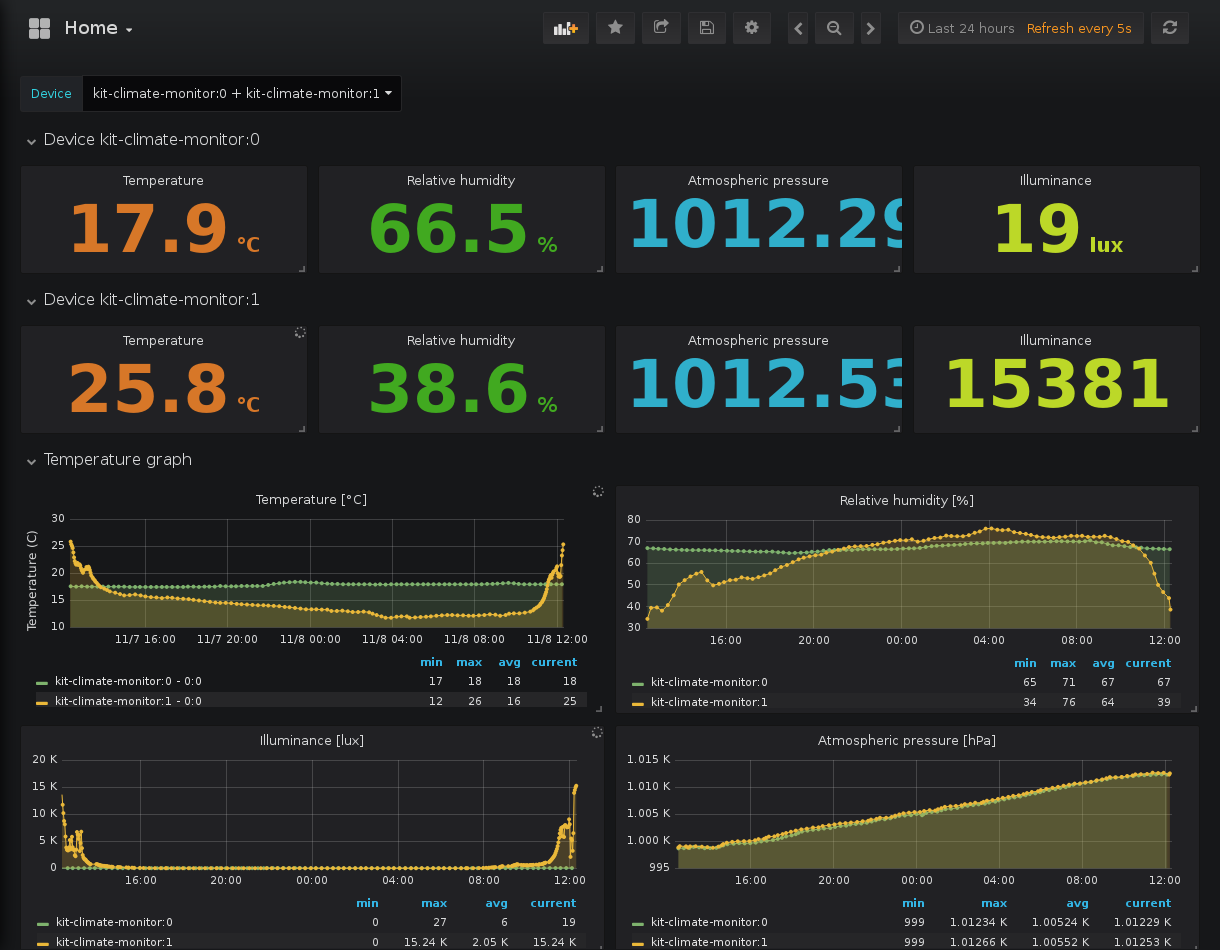 Home
Last 24 hours Refresh every 5s
Device kit-climate-monitor:0 + kit-climate-monitor:1
Device kit-climate-monitor:0
Temperature Relative humidity Atmospheric pressure Illuminance
17.9 °C 66.5 % 1012.29 19 lux
Device kit-climate-monitor:1
Temperature Relative humidity Atmospheric pressure Illuminance
25.8 °C 38.6 % 1012.53 15381
Temperature graph
Temperature [°C]
Temperature (C)
30
25
20
15
10
11/7 16:00 11/7 20:00 11/8 00:00 11/8 04:00 11/8 08:00 11/8 12:00
min max avg current
kit-climate-monitor:0 - 0:0 17 18 18 18
kit-climate-monitor:1 - 0:0 12 26 16 25
Relative humidity [%]
80
70
60
50
40
30
16:00 20:00 00:00 04:00 08:00 12:00
min max avg current
kit-climate-monitor:0 65 71 67 67
kit-climate-monitor:1 34 76 64 39
Illuminance [lux]
20 K
15 K
10 K
5 K
0
16:00 20:00 00:00 04:00 08:00 12:00
min max avg current
kit-climate-monitor:0 0 27 6 19
kit-climate-monitor:1 0 15.24 K 2.05 K 15.24 K
Atmospheric pressure [hPa]
1.015 K
1.010 K
1.005 K
1.000 K
995
16:00 20:00 00:00 04:00 08:00 12:00
min max avg current
kit-climate-monitor:0 999 1.01234 K 1.00524 K 1.01229 K
kit-climate-monitor:1 999 1.01266 K 1.00552 K 1.01253 K